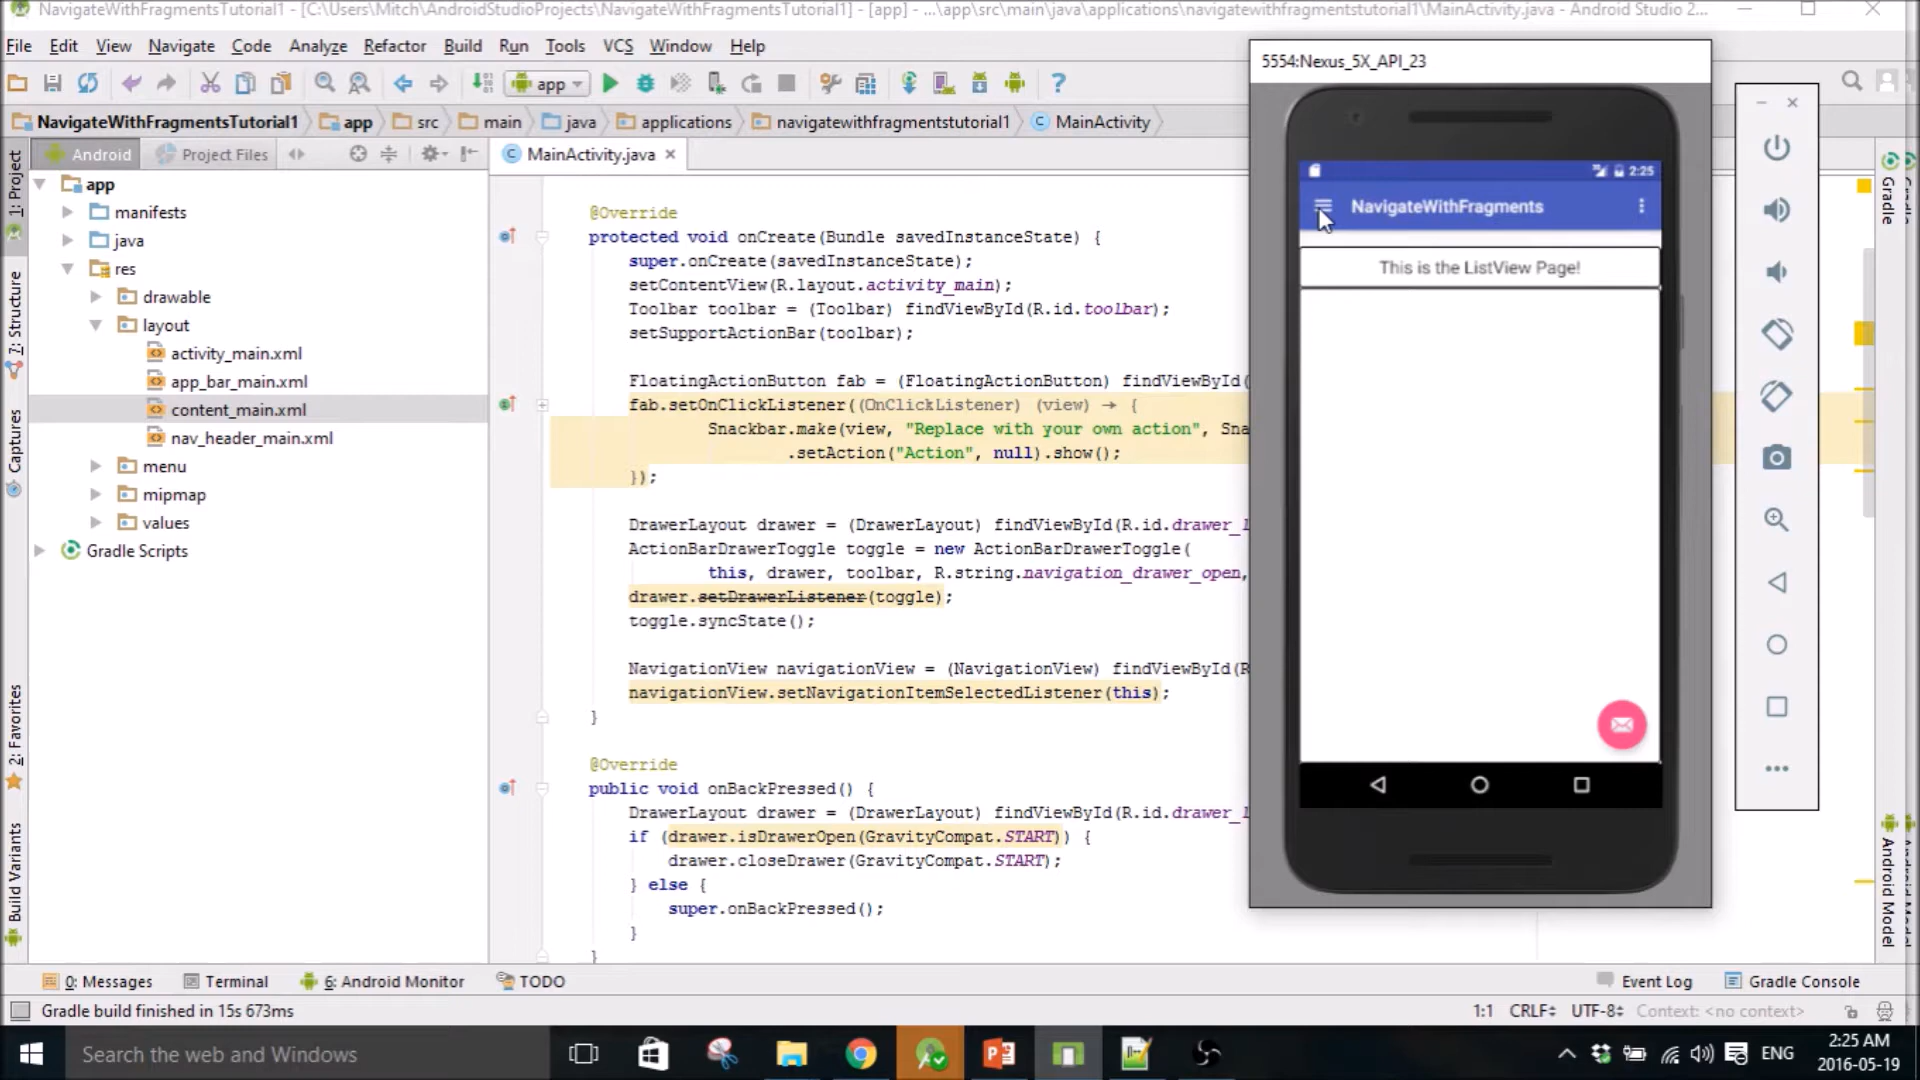 NavigateWithFragmentsTutorial1 - [C:\Users\Mitch\AndroidStudioProjects\NavigateWithFragmentsTutorial1] - [app] - ...\app\src\main\java\applications\navigatewithfragmentstutorial1\MainActivity.java - Android Studio 2...
File Edit View Navigate Code Analyze Refactor Build Run Tools VCS Window Help
app
NavigateWithFragmentsTutorial1 app src main java applications navigatewithfragmentstutorial1 MainActivity
Android Project Files
MainActivity.java
1: Project
7: Structure
Captures
2: Favorites
Build Variants
app
manifests
java
res
drawable
layout
activity_main.xml
app_bar_main.xml
content_main.xml
nav_header_main.xml
menu
mipmap
values
Gradle Scripts
@Override
protected void onCreate(Bundle savedInstanceState) {
super.onCreate(savedInstanceState);
setContentView(R.layout.activity_main);
Toolbar toolbar = (Toolbar) findViewById(R.id.toolbar);
setSupportActionBar(toolbar);
FloatingActionButton fab = (FloatingActionButton) findViewById(
fab.setOnClickListener((OnClickListener) (view) → {
Snackbar.make(view, "Replace with your own action", Sna
.setAction("Action", null).show();
});
DrawerLayout drawer = (DrawerLayout) findViewById(R.id.drawer_l
ActionBarDrawerToggle toggle = new ActionBarDrawerToggle(
this, drawer, toolbar, R.string.navigation_drawer_open,
drawer.setDrawerListener(toggle);
toggle.syncState();
NavigationView navigationView = (NavigationView) findViewById(R
navigationView.setNavigationItemSelectedListener(this);
}
@Override
public void onBackPressed() {
DrawerLayout drawer = (DrawerLayout) findViewById(R.id.drawer_l
if (drawer.isDrawerOpen(GravityCompat.START)) {
drawer.closeDrawer(GravityCompat.START);
} else {
super.onBackPressed();
}
}
5554:Nexus_5X_API_23
2:25
NavigateWithFragments
This is the ListView Page!
Gradle
Android Model
0: Messages Terminal 6: Android Monitor TODO Event Log Gradle Console
Gradle build finished in 15s 673ms 1:1 CRLF÷ UTF-8÷ Context: <no context>
Search the web and Windows
ENG
2:25 AM
2016-05-19